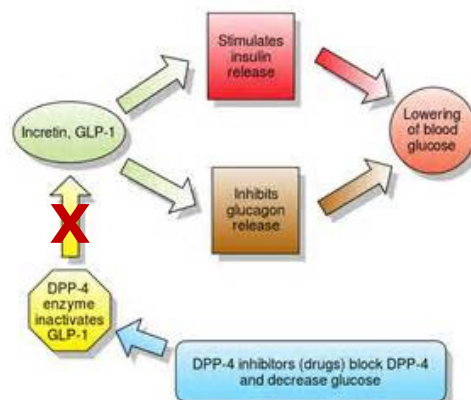 Stimulates
insulin
release
Incretin, GLP-1
Lowering
of blood
glucose
Inhibits
glucagon
release
X
DPP-4
enzyme
inactivates
GLP-1
DPP-4 inhibitors (drugs) block DPP-4
and decrease glucose